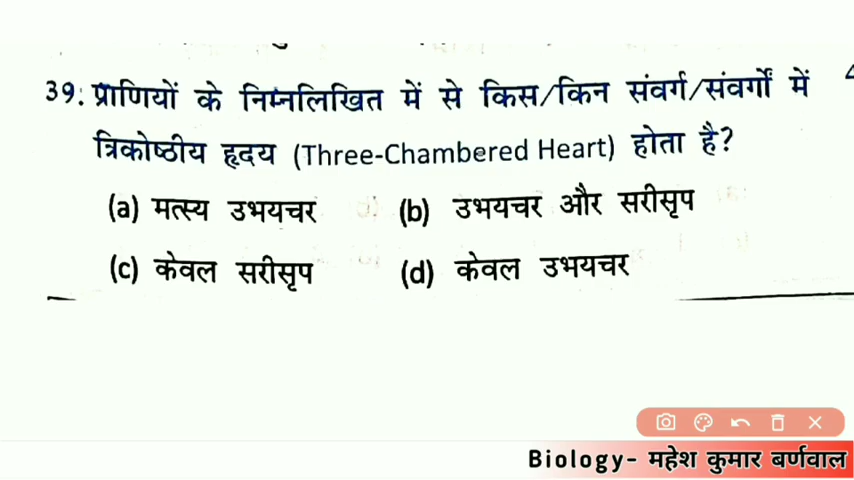 39. प्राणियों के निम्नलिखित में से किस/किन संवर्ग/संवर्गों में
त्रिकोष्ठीय हृदय (Three-Chambered Heart) होता है?
(a) मत्स्य उभयचर (b) उभयचर और सरीसृप
(c) केवल सरीसृप (d) केवल उभयचर
Biology- महेश कुमार बर्णवाल